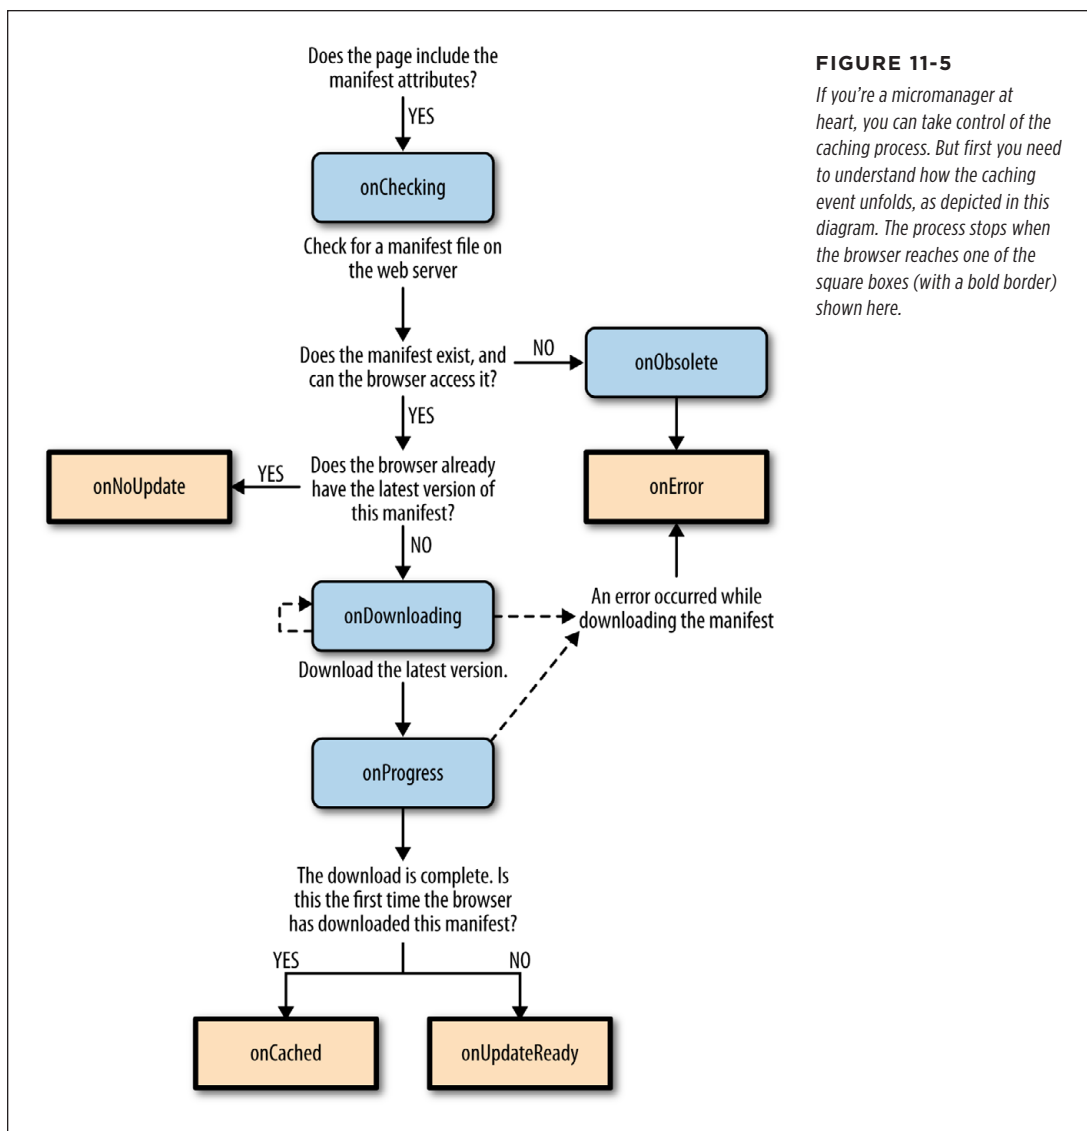 Does the page include the
manifest attributes?
YES
onChecking
Check for a manifest file on
the web server
Does the manifest exist, and
can the browser access it?
NO
onObsolete
YES
onNoUpdate
YES
Does the browser already
have the latest version of
this manifest?
onError
NO
onDownloading
An error occurred while
downloading the manifest
Download the latest version.
onProgress
The download is complete. Is
this the first time the browser
has downloaded this manifest?
YES
NO
onCached
onUpdateReady
FIGURE 11-5
If you're a micromanager at
heart, you can take control of the
caching process. But first you need
to understand how the caching
event unfolds, as depicted in this
diagram. The process stops when
the browser reaches one of the
square boxes (with a bold border)
shown here.